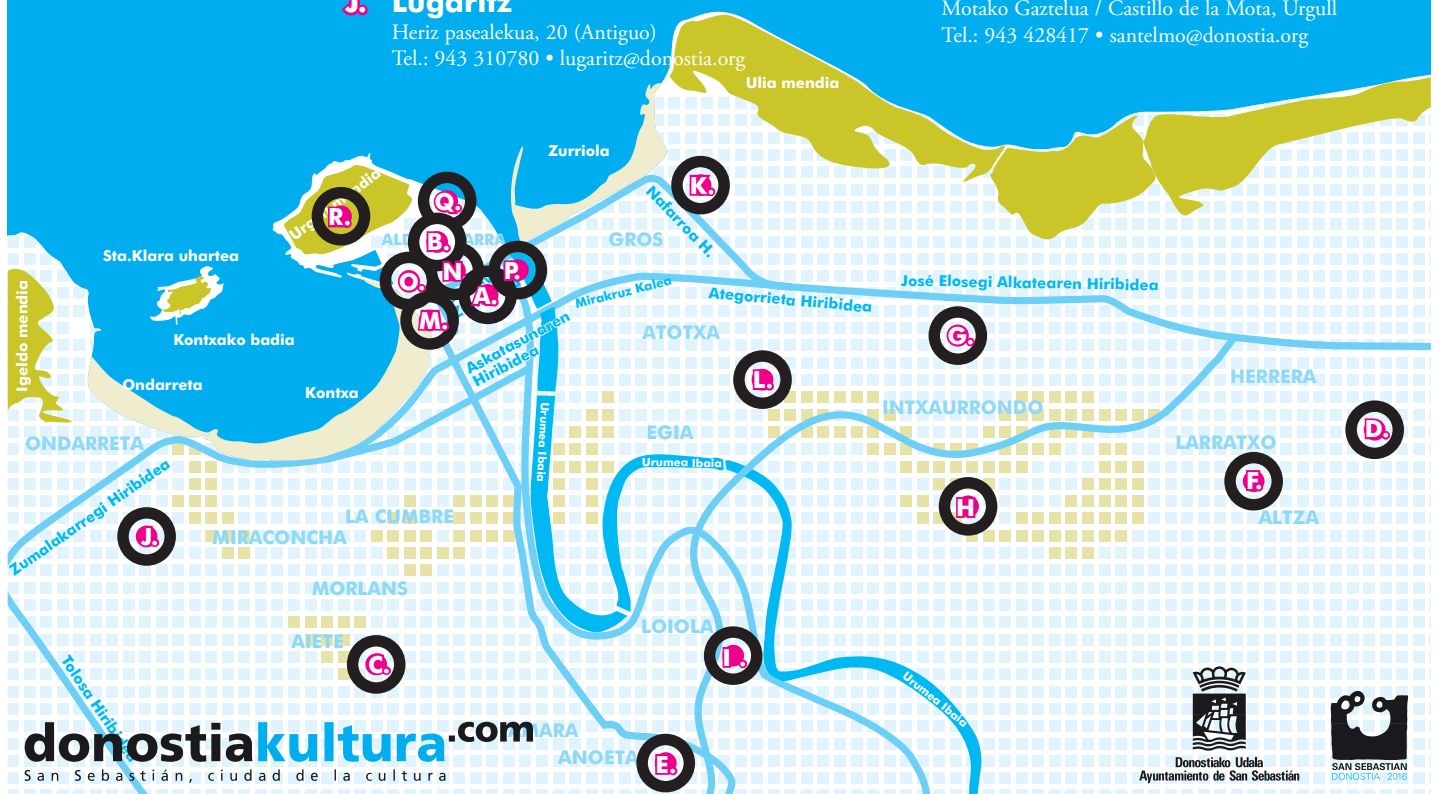 J. Lugaritz
Heriz pasealekua, 20 (Antiguo)
Tel.: 943 310780 • lugaritz@donostia.org
Motako Gaztelua / Castillo de la Mota, Urgull
Tel.: 943 428417 • santelmo@donostia.org
Ulia mendia
Zurriola
K.
Nafarroa H.
Q.
R.
B.
GROS
Sta.Klara uhartea
O.
N
P.
A.
M.
Mirakruz Kalea
Ategorrieta Hiribidea
José Elosegi Alkatearen Hiribidea
Igeldo mendia
Kontxako badia
Askatasunaren
Hiribidea
ATOTXA
G.
Ondarreta
Kontxa
L.
HERRERA
INTXAURRONDO
Urumea Ibaia
ONDARRETA
EGIA
LARRATXO
D.
Urumea Ibaia
F.
Zumalakarregi Hiribidea
LA CUMBRE
H
ALTZA
J.
MIRACONCHA
MORLANS
LOIOLA
AIETE
C.
I.
Tolosa Hiribidea
Urumea Ibaia
ANOETA
E.
donostiakultura.com
San Sebastián, ciudad de la cultura
Donostiako Udala
Ayuntamiento de San Sebastián
SAN SEBASTIAN
DONOSTIA 2016